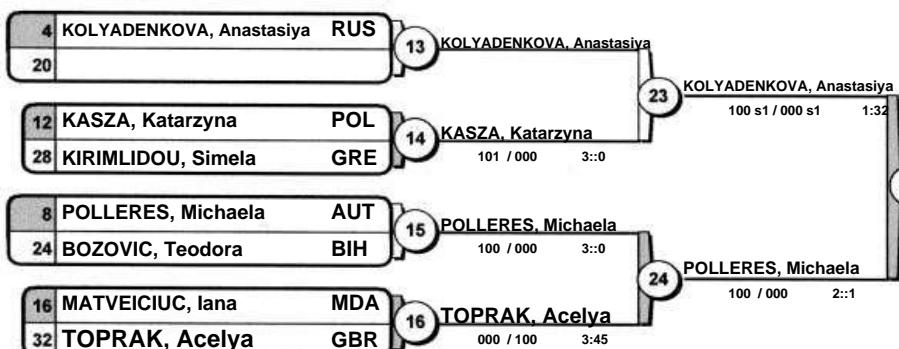 4 KOLYADENKOVA, Anastasiya RUS
20
13 KOLYADENKOVA, Anastasiya
12 KASZA, Katarzyna POL
28 KIRIMLIDOU, Simela GRE
14 KASZA, Katarzyna
101 / 000 3::0
23 KOLYADENKOVA, Anastasiya
100 s1 / 000 s1 1:32
8 POLLERES, Michaela AUT
24 BOZOVIC, Teodora BIH
15 POLLERES, Michaela
100 / 000 3::0
16 MATVEICIUC, Iana MDA
32 TOPRAK, Acelya GBR
16 TOPRAK, Acelya
000 / 100 3:45
24 POLLERES, Michaela
100 / 000 2::1